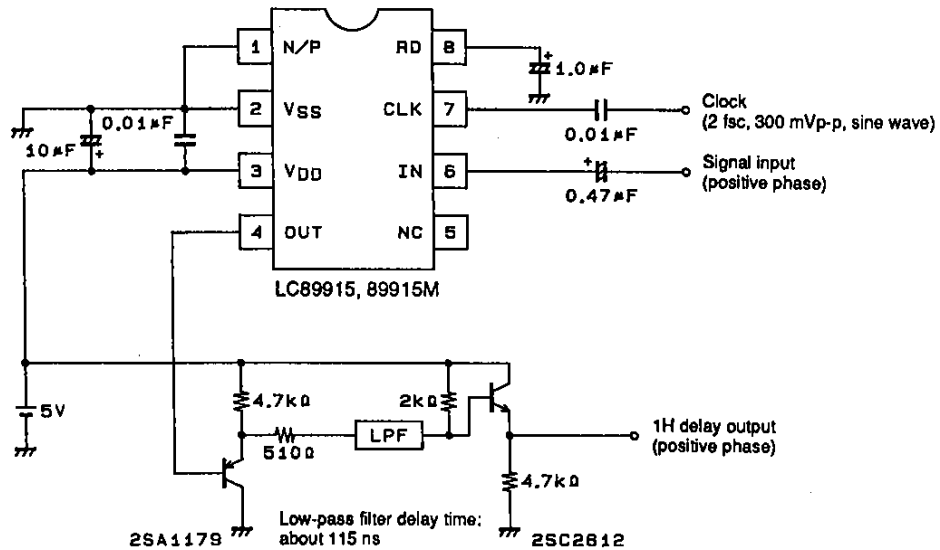 1 N/P RD 8
1.0µF
2 VSS CLK 7
0.01µF
10µF
0.01µF
Clock
(2 fsc, 300 mVp-p, sine wave)
3 VDD IN 6
0.47µF
Signal input
(positive phase)
4 OUT NC 5
LC89915, 89915M
5V
4.7kΩ
2kΩ
510Ω
LPF
1H delay output
(positive phase)
4.7kΩ
2SA1179
Low-pass filter delay time:
about 115 ns
2SC2812